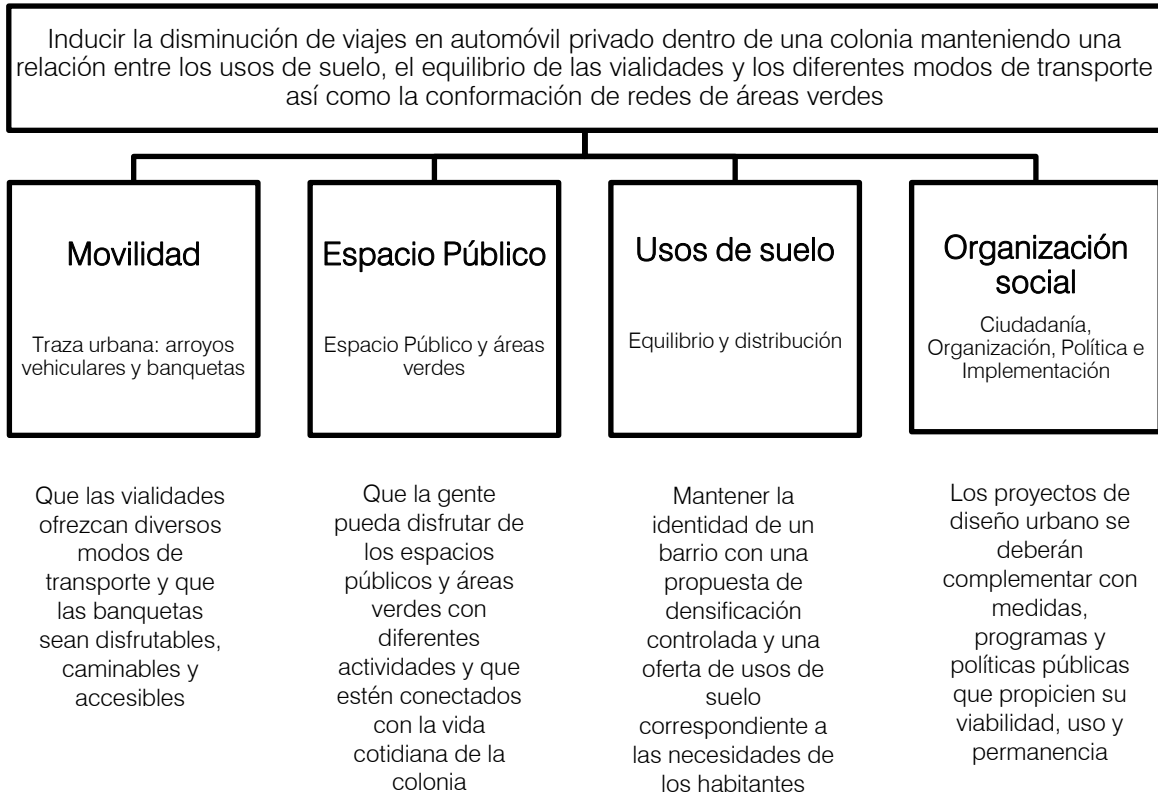 Inducir la disminución de viajes en automóvil privado dentro de una colonia manteniendo una
relación entre los usos de suelo, el equilibrio de las vialidades y los diferentes modos de transporte
así como la conformación de redes de áreas verdes
Movilidad
Traza urbana: arroyos
vehiculares y banquetas
Espacio Público
Espacio Público y áreas
verdes
Usos de suelo
Equilibrio y distribución
Organización
social
Ciudadanía,
Organización, Política e
Implementación
Que las vialidades
ofrezcan diversos
modos de
transporte y que
las banquetas
sean disfrutables,
caminables y
accesibles
Que la gente
pueda disfrutar de
los espacios
públicos y áreas
verdes con
diferentes
actividades y que
estén conectados
con la vida
cotidiana de la
colonia
Mantener la
identidad de un
barrio con una
propuesta de
densificación
controlada y una
oferta de usos de
suelo
correspondiente a
las necesidades de
los habitantes
Los proyectos de
diseño urbano se
deberán
complementar con
medidas,
programas y
políticas públicas
que propicien su
viabilidad, uso y
permanencia